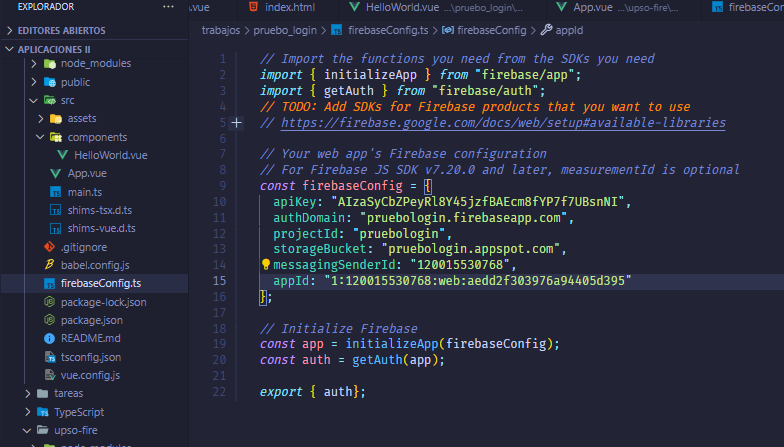 EXPLORADOR
EDITORES ABIERTOS
APLICACIONES II
node_modules
public
src
assets
components
HelloWorld.vue
App.vue
main.ts
shims-tsx.d.ts
shims-vue.d.ts
.gitignore
babel.config.js
firebaseConfig.ts
package-lock.json
package.json
README.md
tsconfig.json
vue.config.js
tareas
TypeScript
upso-fire
.vue
index.html
HelloWorld.vue ...\pruebo_login\...
App.vue ...\upso-fire\...
firebaseConf
trabajos > pruebo_login > firebaseConfig.ts > firebaseConfig > appId
1 // Import the functions you need from the SDKs you need
2 import { initializeApp } from "firebase/app";
3 import { getAuth } from "firebase/auth";
4 // TODO: Add SDKs for Firebase products that you want to use
5 // https://firebase.google.com/docs/web/setup#available-libraries
6
7 // Your web app's Firebase configuration
8 // For Firebase JS SDK v7.20.0 and later, measurementId is optional
9 const firebaseConfig = {
10 apiKey: "AIzaSyCbZPeyRl8Y45jzfBAEcm8fYP7f7UBsnNI",
11 authDomain: "pruebologin.firebaseapp.com",
12 projectId: "pruebologin",
13 storageBucket: "pruebologin.appspot.com",
14 messagingSenderId: "120015530768",
15 appId: "1:120015530768:web:aedd2f303976a94405d395"
16 };
17
18 // Initialize Firebase
19 const app = initializeApp(firebaseConfig);
20 const auth = getAuth(app);
21
22 export { auth};